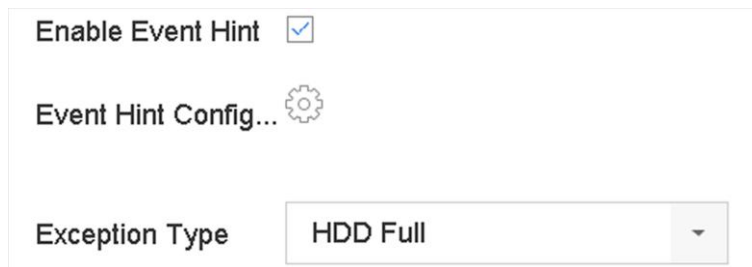 Enable Event Hint
Event Hint Config...
Exception Type HDD Full